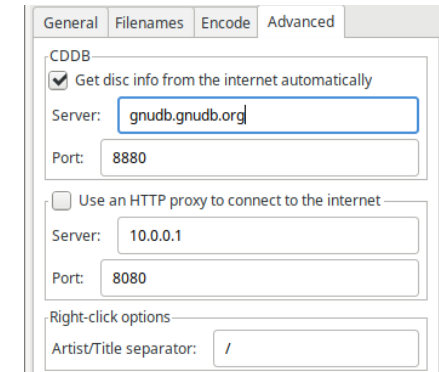 General Filenames Encode Advanced
CDDB
Get disc info from the internet automatically
Server: gnudb.gnudb.org
Port: 8880
Use an HTTP proxy to connect to the internet
Server: 10.0.0.1
Port: 8080
Right-click options
Artist/Title separator: /